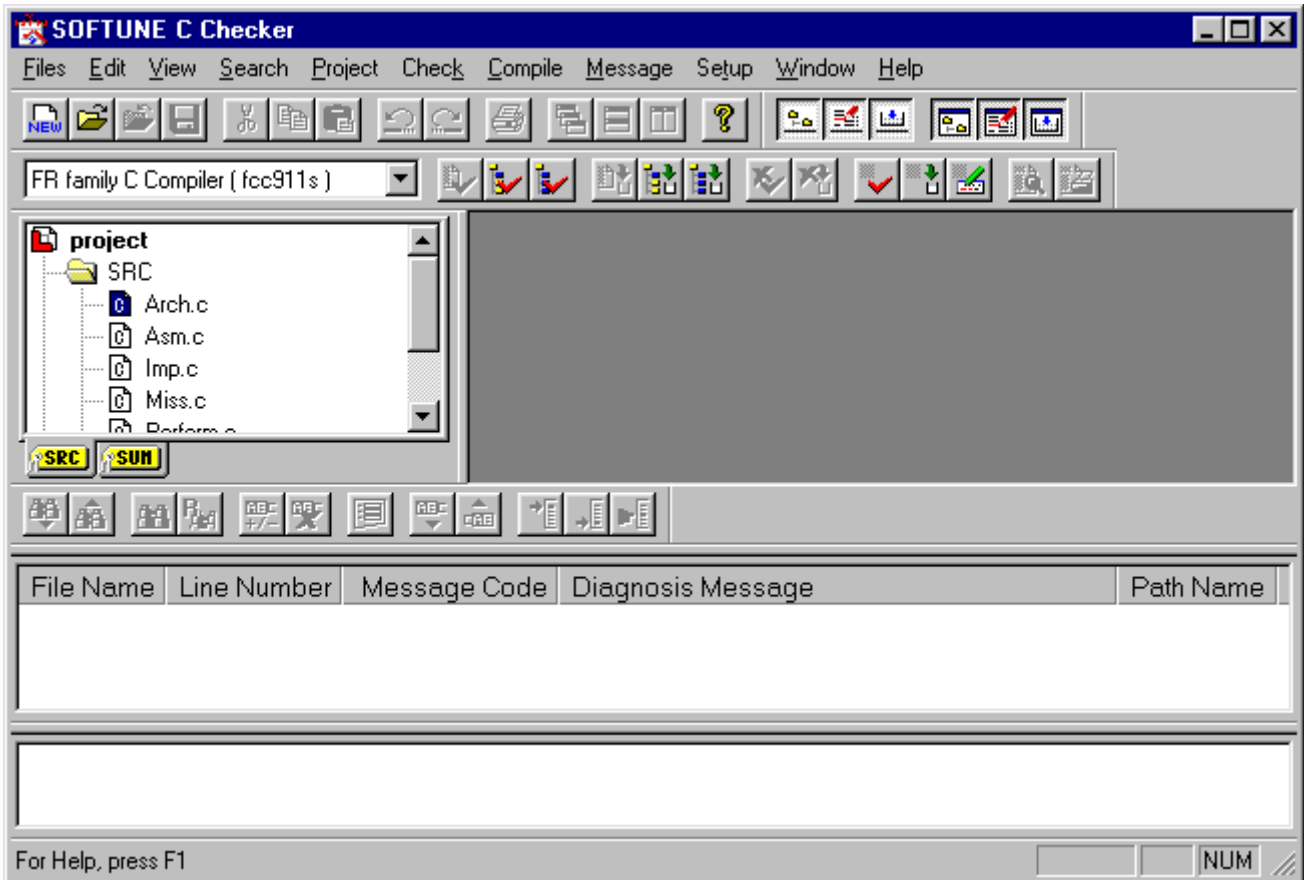 SOFTUNE C Checker
Files Edit View Search Project Check Compile Message Setup Window Help
NEW
FR family C Compiler ( fcc911s )
project
SRC
Arch.c
Asm.c
Imp.c
Miss.c
SRC SUM
File Name Line Number Message Code Diagnosis Message Path Name
For Help, press F1 NUM